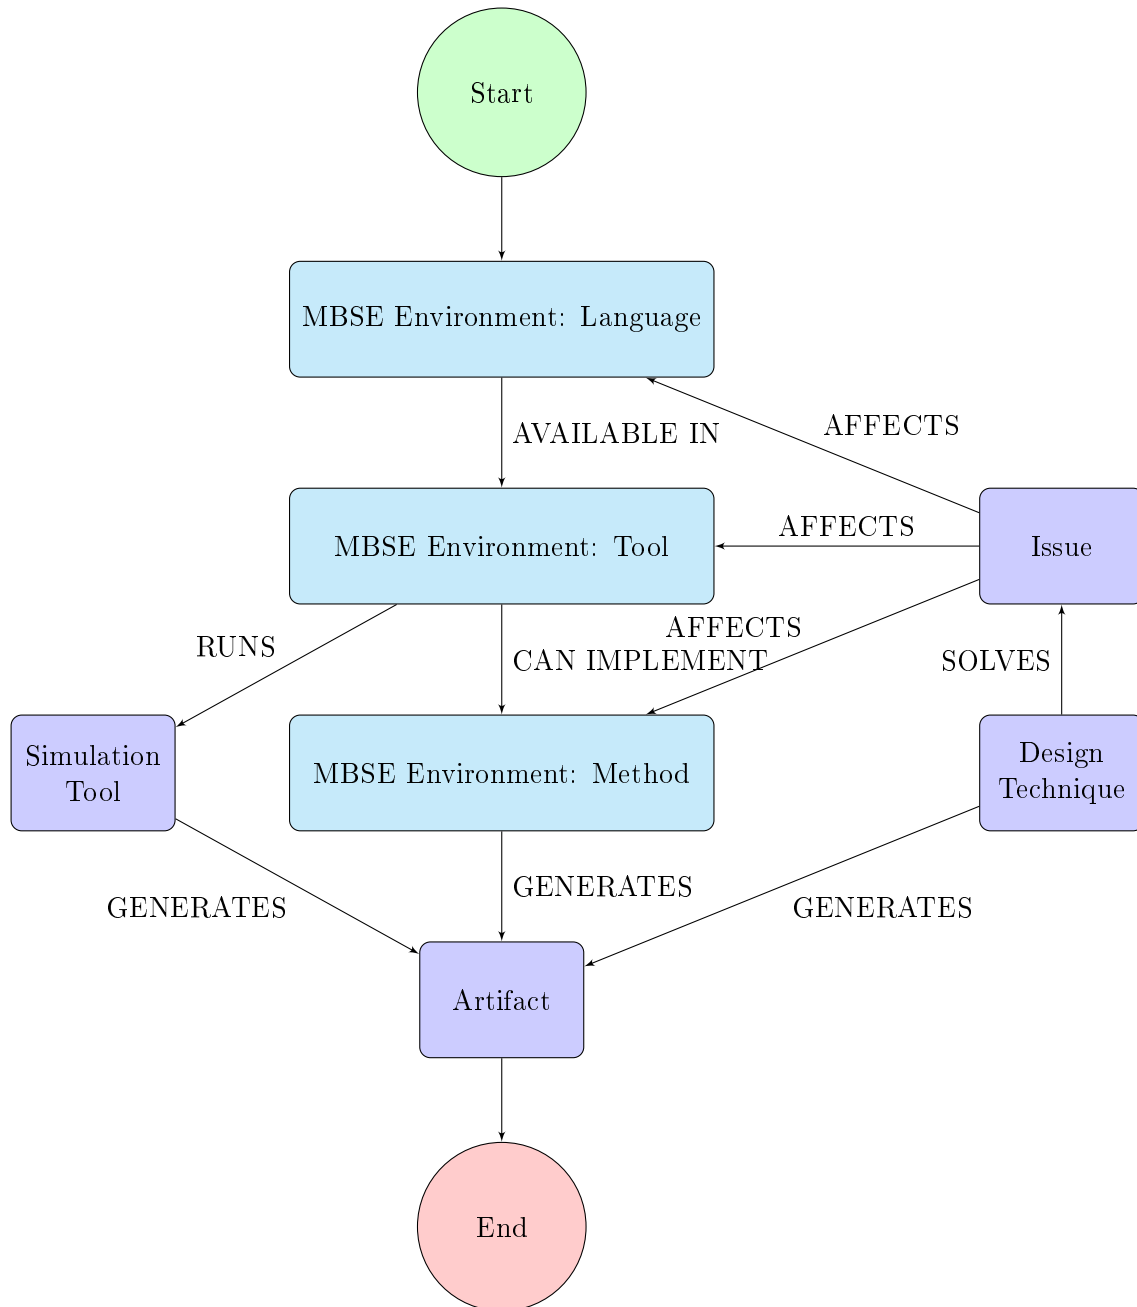 Start
MBSE Environment: Language
AVAILABLE IN
AFFECTS
MBSE Environment: Tool
AFFECTS
Issue
RUNS
AFFECTS
CAN IMPLEMENT
SOLVES
Simulation
Tool
MBSE Environment: Method
Design
Technique
GENERATES
GENERATES
GENERATES
Artifact
End